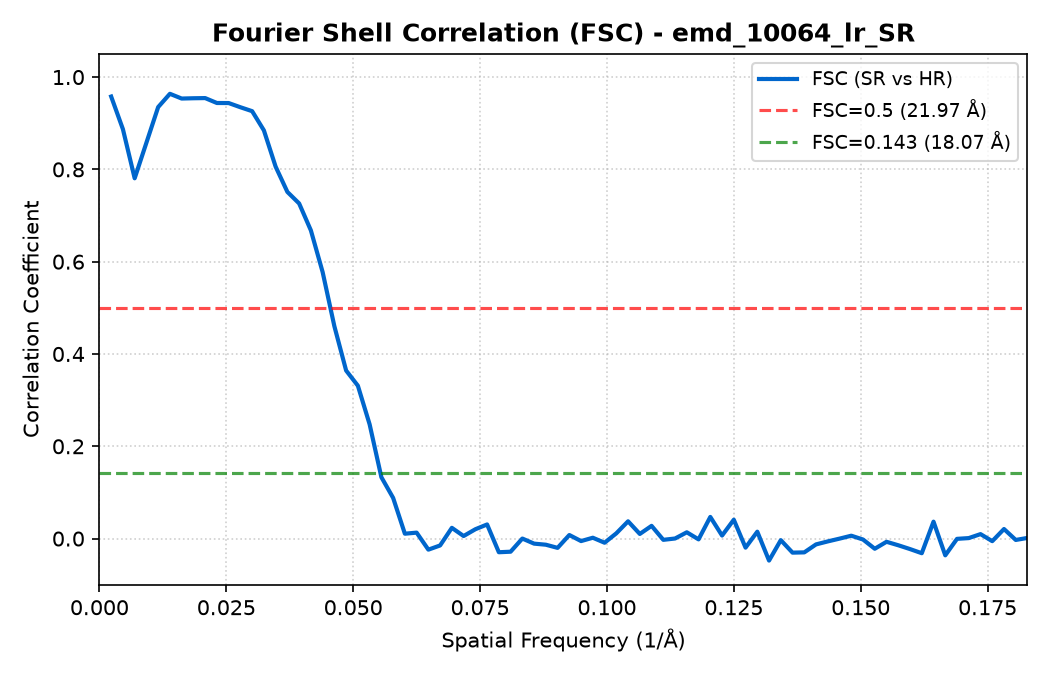 Fourier Shell Correlation (FSC) - emd_10064_lr_SR
FSC (SR vs HR)
FSC=0.5 (21.97 Å)
FSC=0.143 (18.07 Å)
Correlation Coefficient
1.0
0.8
0.6
0.4
0.2
0.0
0.000 0.025 0.050 0.075 0.100 0.125 0.150 0.175
Spatial Frequency (1/Å)